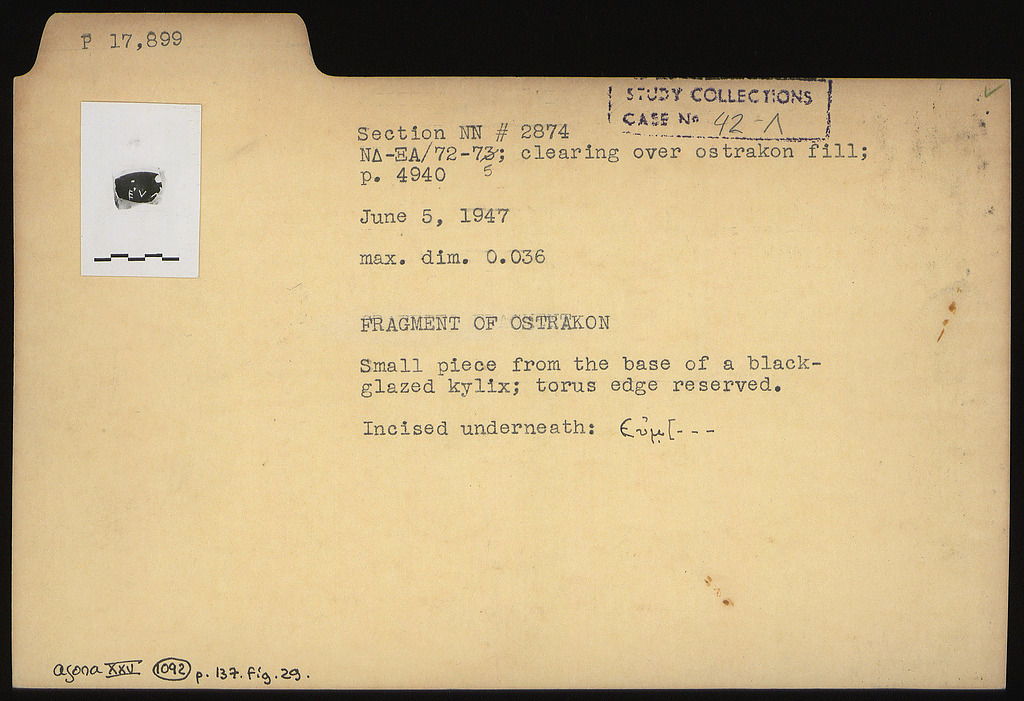 P 17,899
STUDY COLLECTIONS
CASE Nº 42-Λ
Section NN # 2874
ΝΔ-ΞΑ/72-73; clearing over ostrakon fill;
p. 4940 5
June 5, 1947
max. dim. 0.036
FRAGMENT OF OSTRAKON
Small piece from the base of a black-
glazed kylix; torus edge reserved.
Incised underneath: Εὐμ[---
Agora XXV 1092 p. 137. fig. 29.